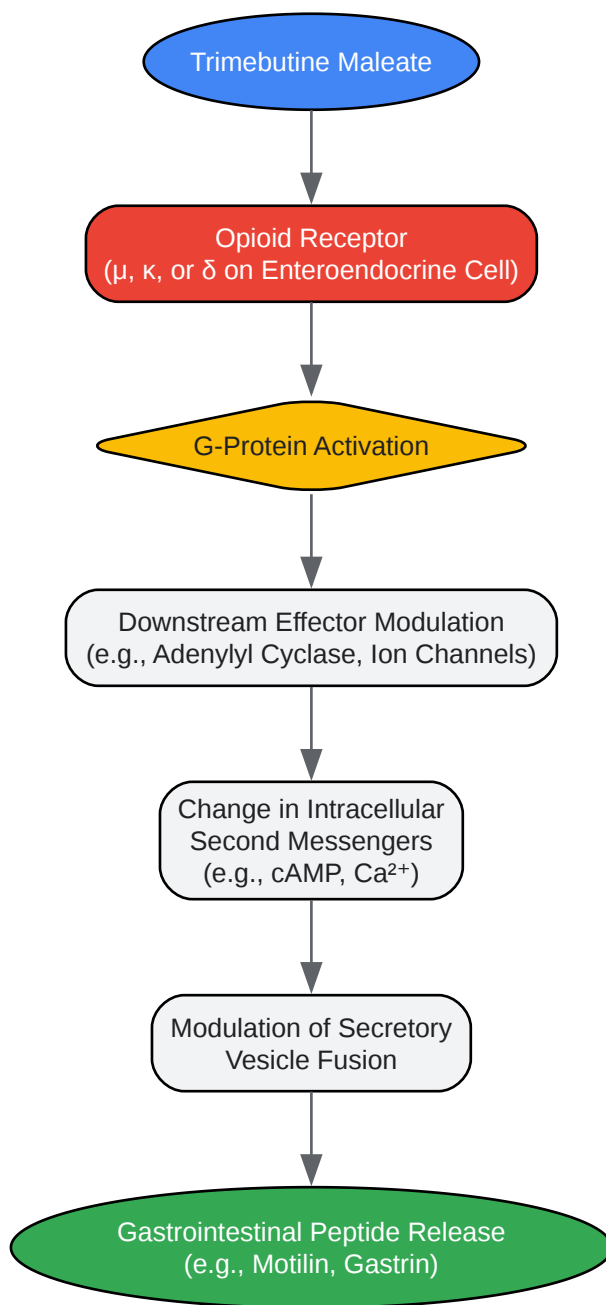 Trimebutine Maleate
Opioid Receptor
(μ, κ, or δ on Enteroendocrine Cell)
G-Protein Activation
Downstream Effector Modulation
(e.g., Adenylyl Cyclase, Ion Channels)
Change in Intracellular
Second Messengers
(e.g., cAMP, Ca²⁺)
Modulation of Secretory
Vesicle Fusion
Gastrointestinal Peptide Release
(e.g., Motilin, Gastrin)